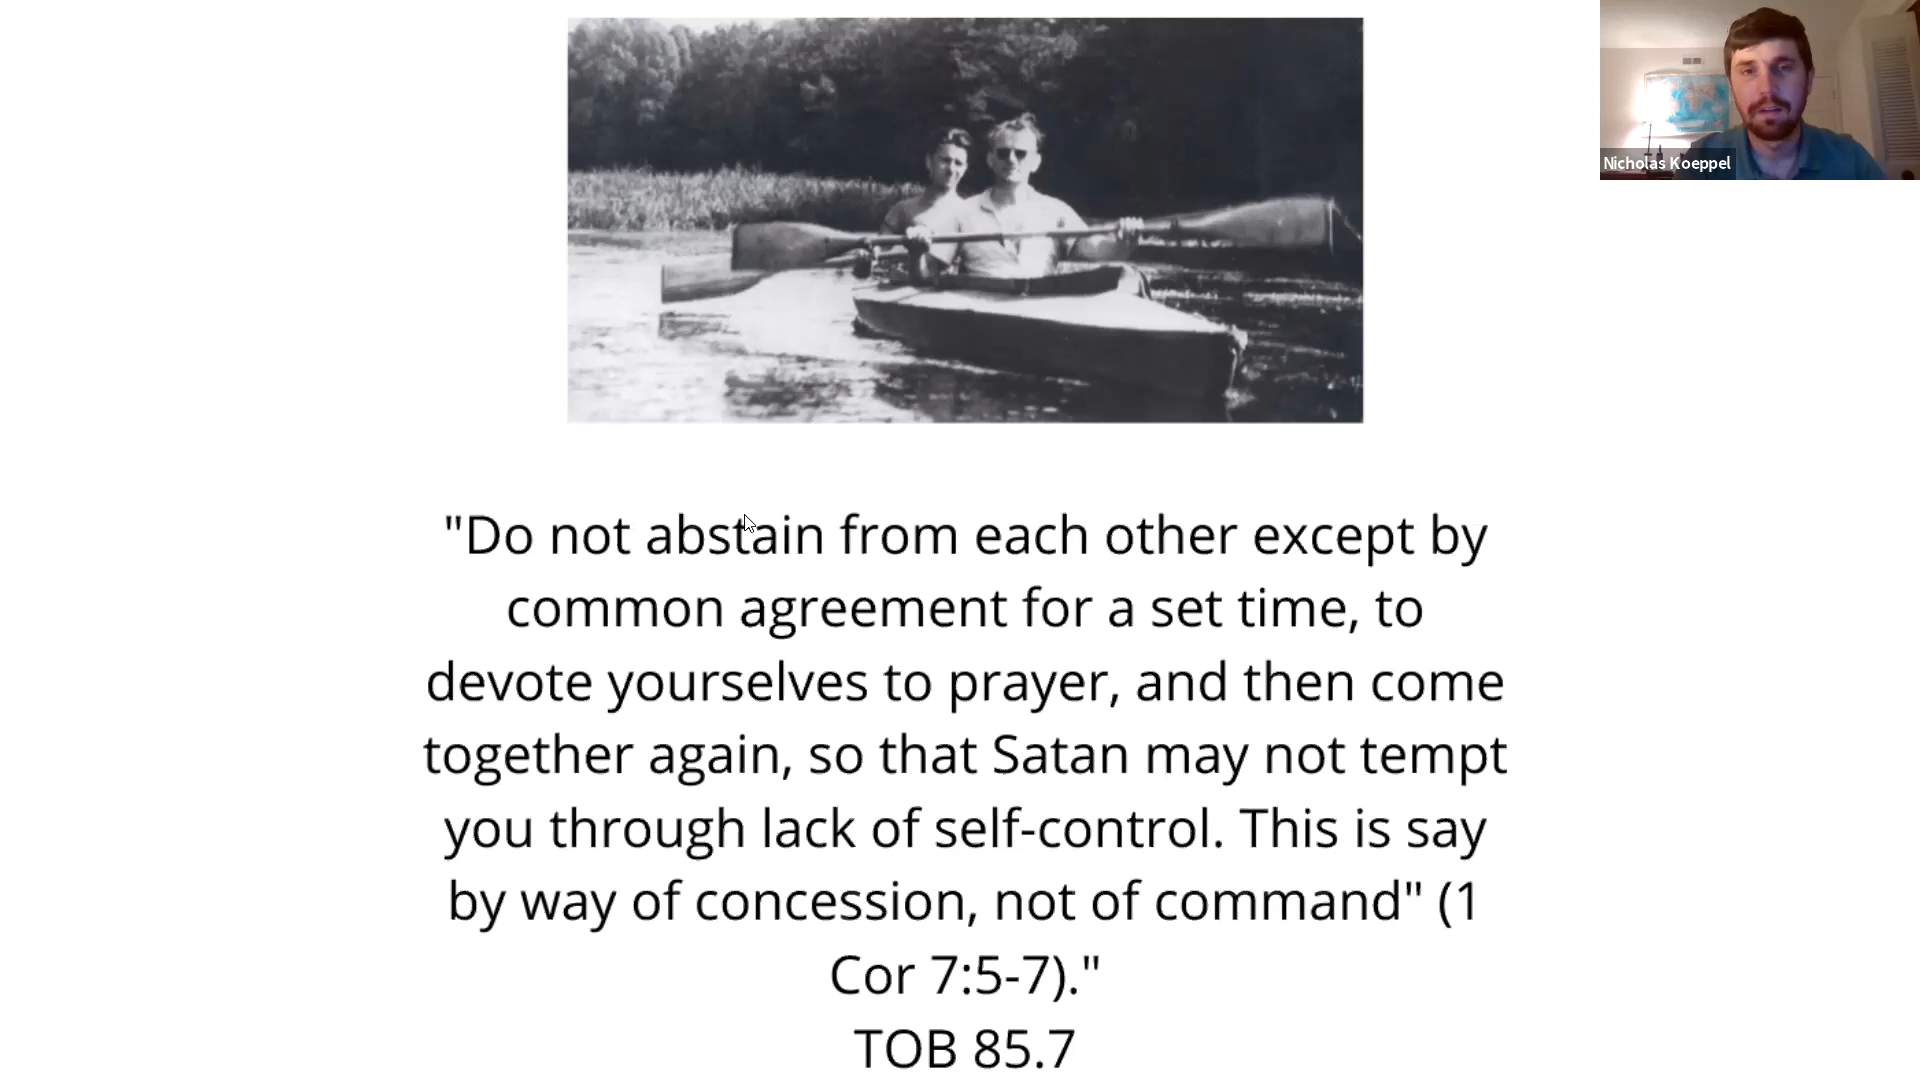 Nicholas Koeppel
"Do not abstain from each other except by
common agreement for a set time, to
devote yourselves to prayer, and then come
together again, so that Satan may not tempt
you through lack of self-control. This is say
by way of concession, not of command" (1
Cor 7:5-7)."
TOB 85.7